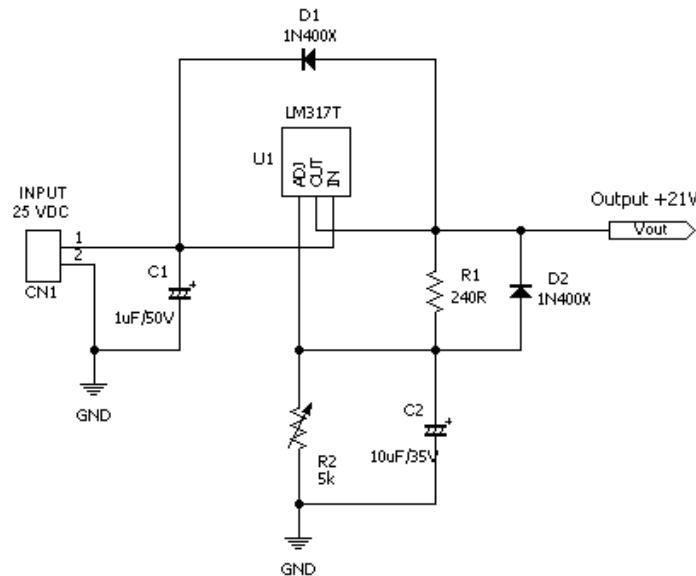 D1
1N400X
LM317T
U1
ADJ
OUT
IN
INPUT
25 VDC
1
2
CN1
C1
+
1uF/50V
GND
Output +21V
Vout
R1
240R
D2
1N400X
R2
5k
C2
+
10uF/35V
GND